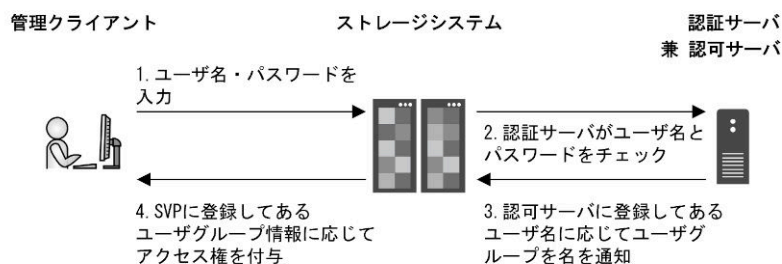 管理クライアント
ストレージシステム
認証サーバ
兼 認可サーバ
1. ユーザ名・パスワードを
入力
2. 認証サーバがユーザ名と
パスワードをチェック
4. SVPに登録してある
ユーザグループ情報に応じて
アクセス権を付与
3. 認可サーバに登録してある
ユーザ名に応じてユーザグ
ループを名を通知